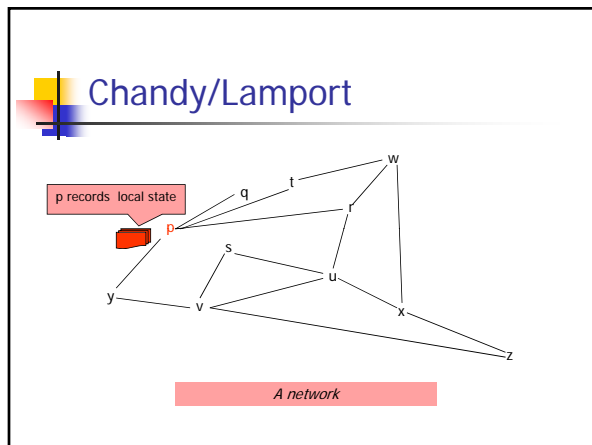 Chandy/Lamport
w
t
q
p records local state
r
p
s
u
y
v
x
z
A network